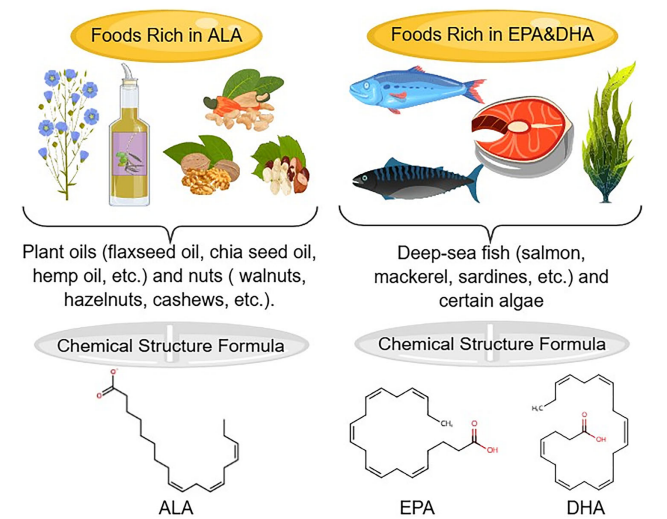 Foods Rich in ALA
Foods Rich in EPA&DHA
Plant oils (flaxseed oil, chia seed oil,
hemp oil, etc.) and nuts ( walnuts,
hazelnuts, cashews, etc.).
Deep-sea fish (salmon,
mackerel, sardines, etc.) and
certain algae
Chemical Structure Formula
Chemical Structure Formula
O-
O
ALA
CH₃
O
OH
EPA
H₃C
O
OH
DHA